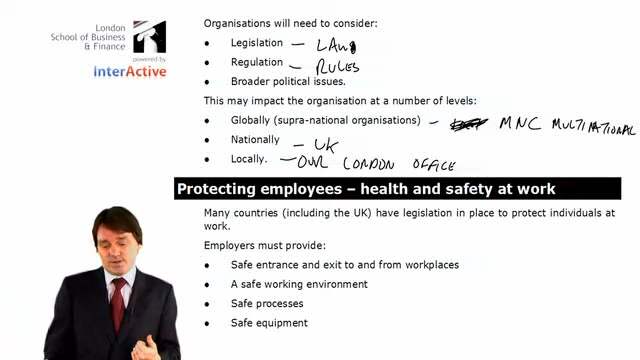 London
School of Business
& Finance
powered by
InterActive
Organisations will need to consider:
• Legislation – LAWS
• Regulation – RULES
• Broader political issues.
This may impact the organisation at a number of levels:
• Globally (supra-national organisations) – MNC MULTINATIONAL
• Nationally – UK
• Locally. – OUR LONDON OFFICE
Protecting employees – health and safety at work
Many countries (including the UK) have legislation in place to protect individuals at
work.
Employers must provide:
• Safe entrance and exit to and from workplaces
• A safe working environment
• Safe processes
• Safe equipment